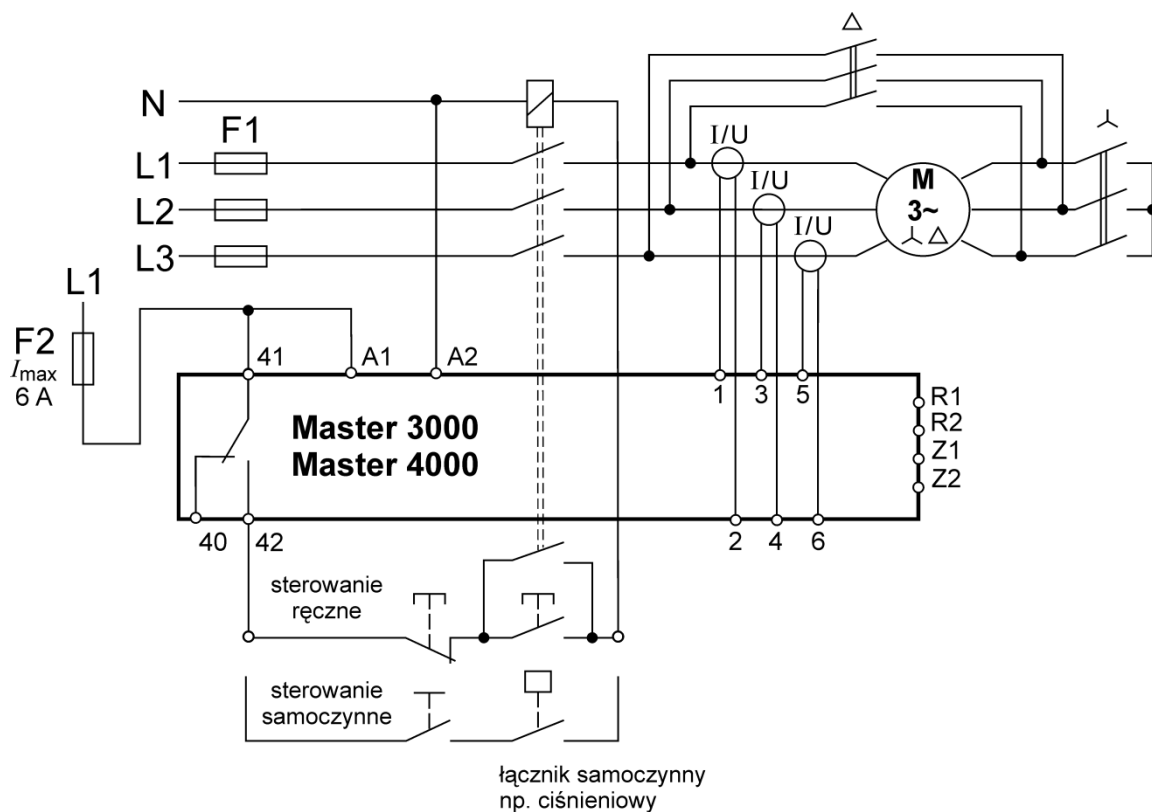 N
F1
L1
L2
L3
I/U
I/U
I/U
M
3~
L1
F2
Imax
6 A
41
A1
A2
1
3
5
R1
R2
Z1
Z2
Master 3000
Master 4000
40
42
2
4
6
sterowanie
ręczne
sterowanie
samoczynne
łącznik samoczynny
np. ciśnieniowy